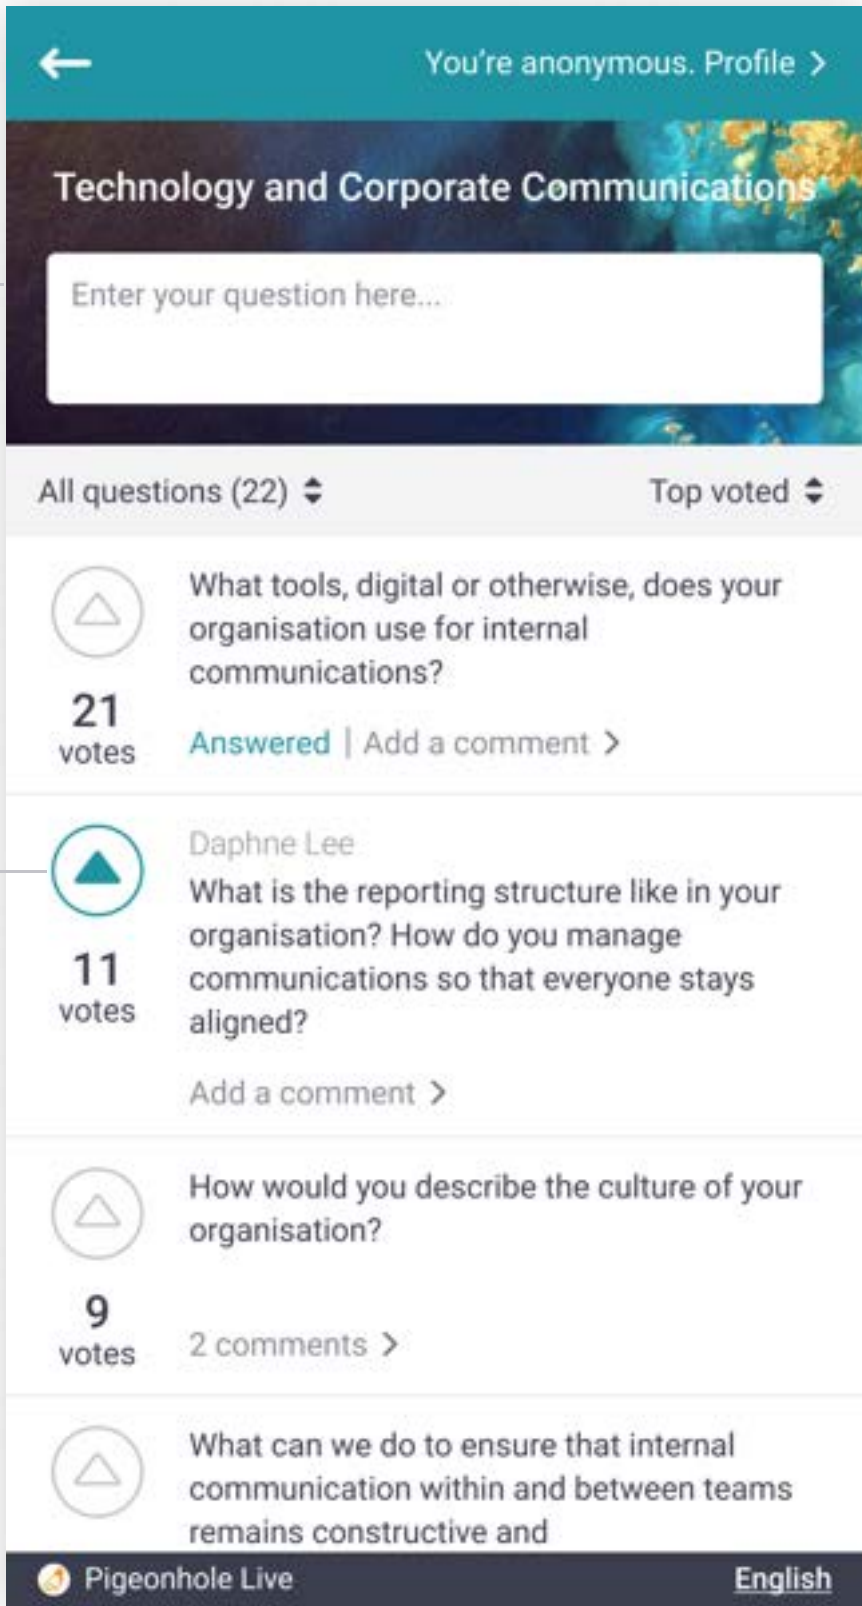 You're anonymous. Profile >
Technology and Corporate Communications
Enter your question here...
All questions (22)
Top voted
What tools, digital or otherwise, does your
organisation use for internal
communications?
21
votes
Answered | Add a comment >
Daphne Lee
What is the reporting structure like in your
organisation? How do you manage
communications so that everyone stays
aligned?
11
votes
Add a comment >
How would you describe the culture of your
organisation?
9
votes
2 comments >
What can we do to ensure that internal
communication within and between teams
remains constructive and
Pigeonhole Live
English